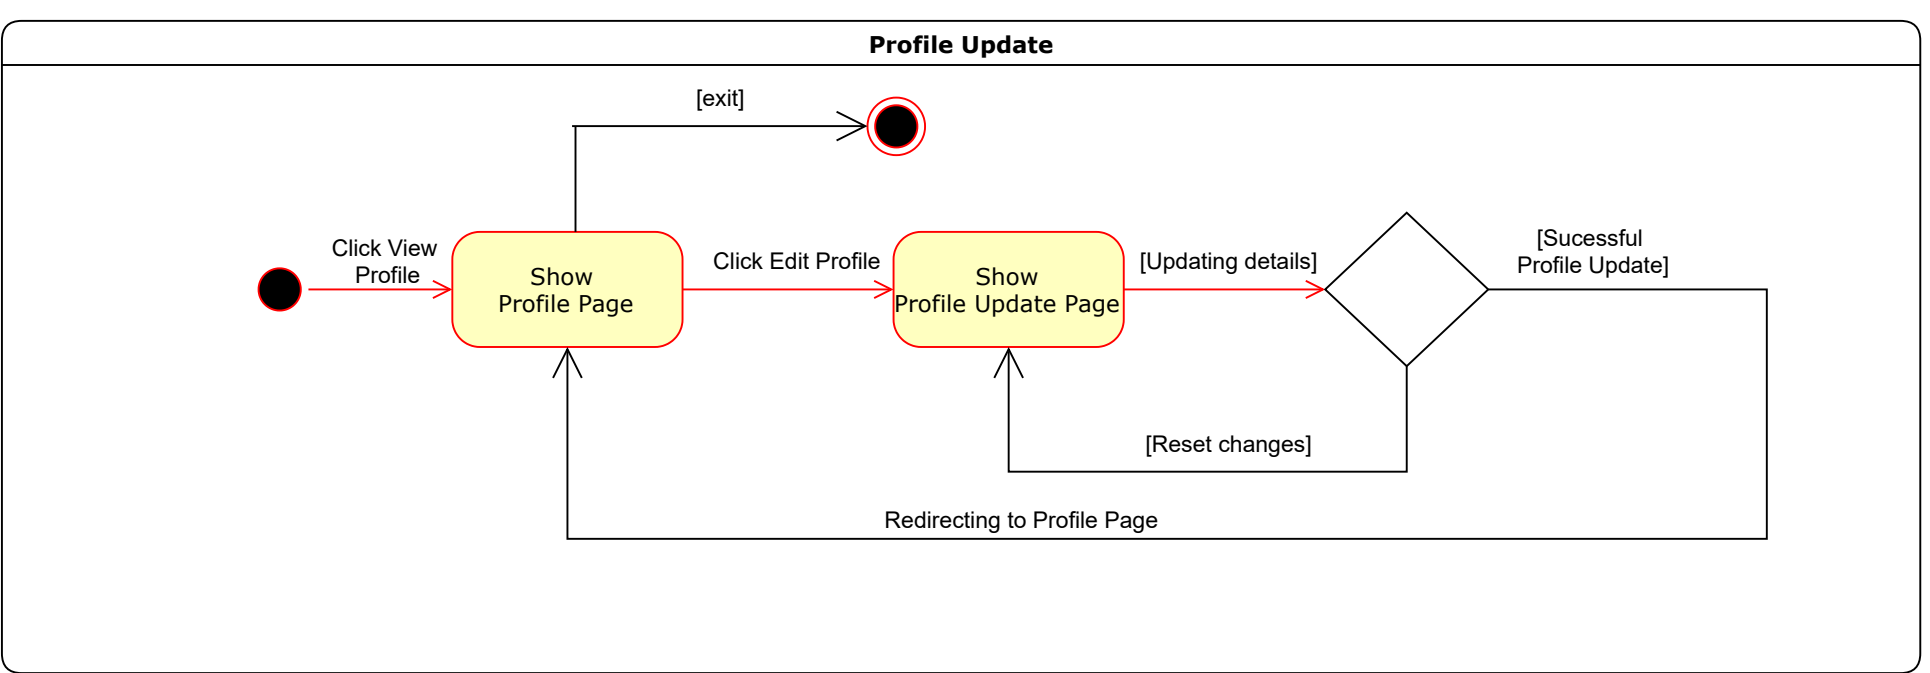 Profile Update
[exit]
Click View
Profile
Show
Profile Page
Click Edit Profile
Show
Profile Update Page
[Updating details]
[Sucessful
Profile Update]
[Reset changes]
Redirecting to Profile Page